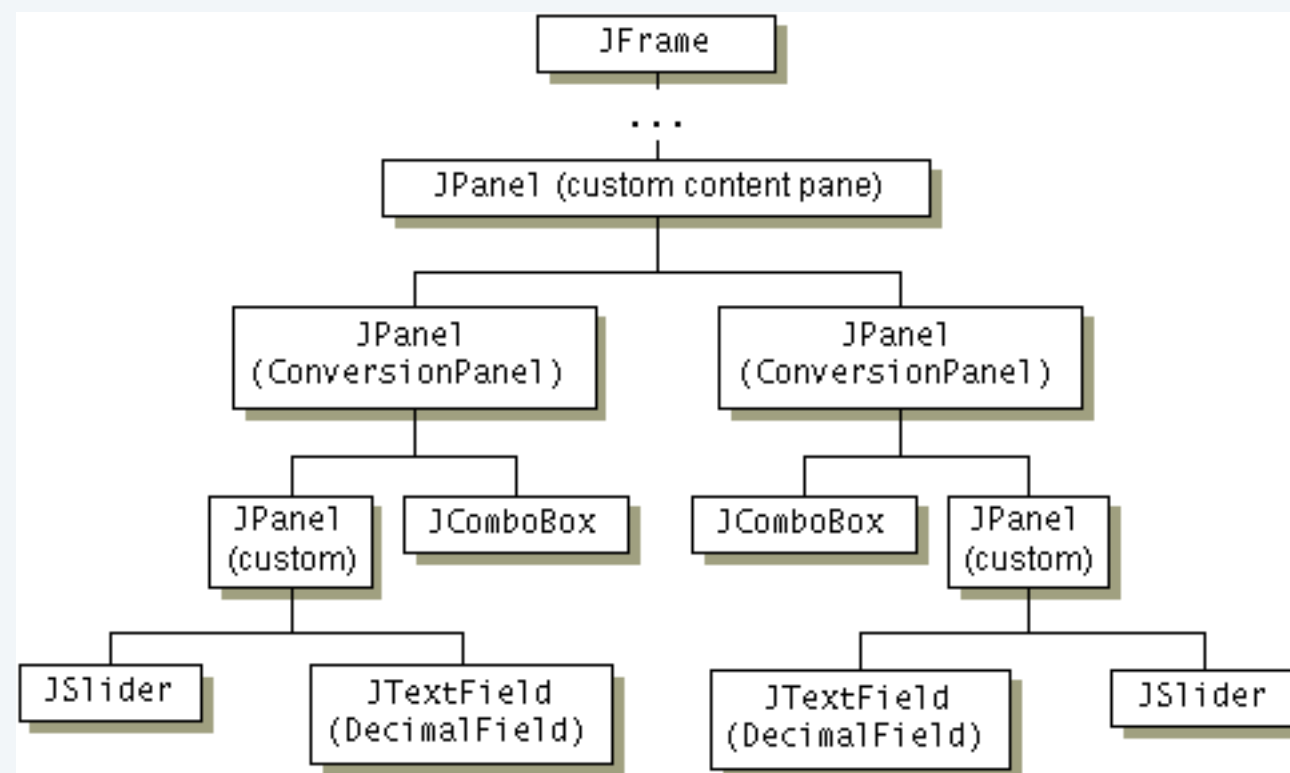 JFrame
...
JPanel (custom content pane)
JPanel
(ConversionPanel)
JPanel
(ConversionPanel)
JPanel
(custom)
JComboBox
JComboBox
JPanel
(custom)
JSlider
JTextField
(DecimalField)
JTextField
(DecimalField)
JSlider